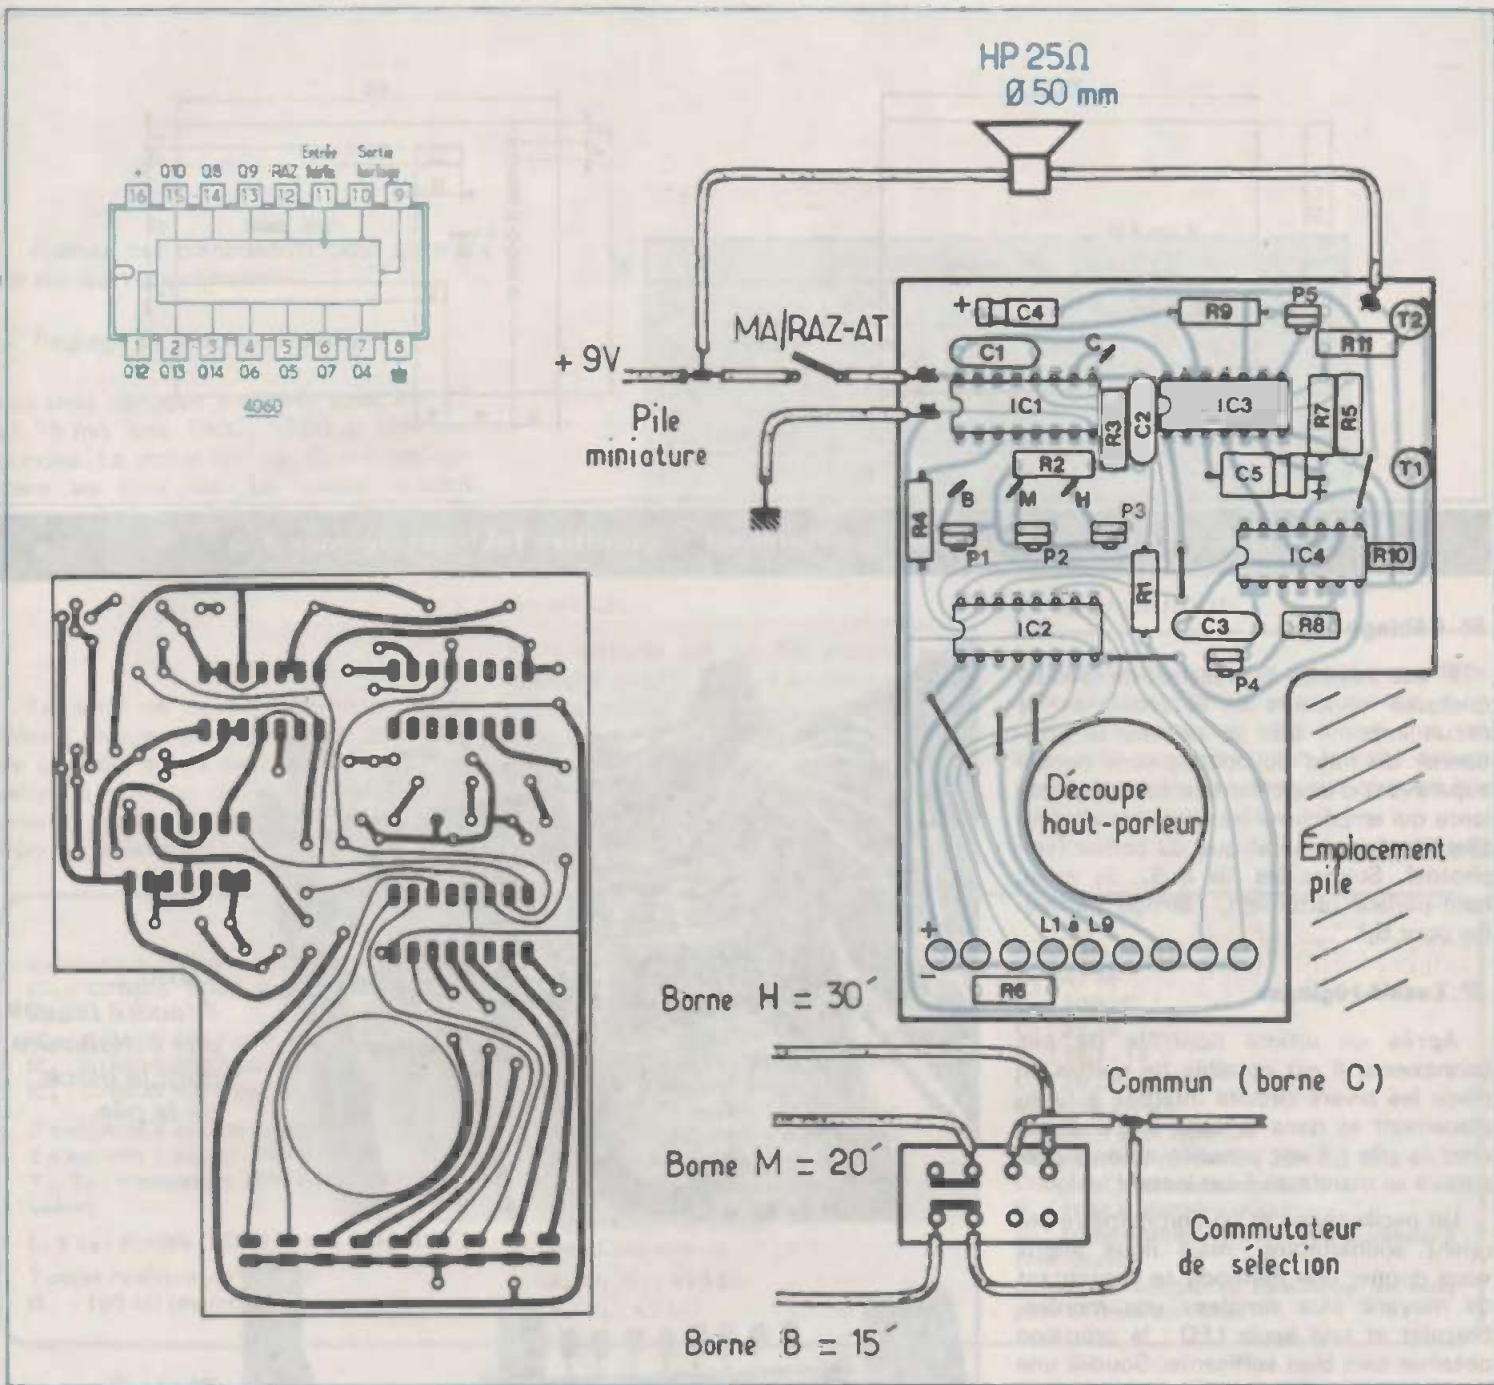 HP 25Ω
Ø 50 mm
+ Q10 Q8 Q9 RAZ Entrée Sortie horloge
16 15 14 13 12 11 10 9
1 2 3 4 5 6 7 8
Q12 Q13 Q14 Q6 Q5 Q7 Q4
4060
+ 9V
MA/RAZ-AT
Pile
miniature
+ C4
R9
P5
T2
C1
C
R11
IC1
R3
C2
IC3
R7
R5
R2
C5
+
T1
R4
B
M
H
P1
P2
P3
R1
IC4
R10
IC2
C3
R8
P4
Découpe
haut-parleur
Emplacement
pile
+
L1 à L9
-
R6
Borne H = 30´
Commun (borne C)
Borne M = 20´
Commutateur
de sélection
Borne B = 15´